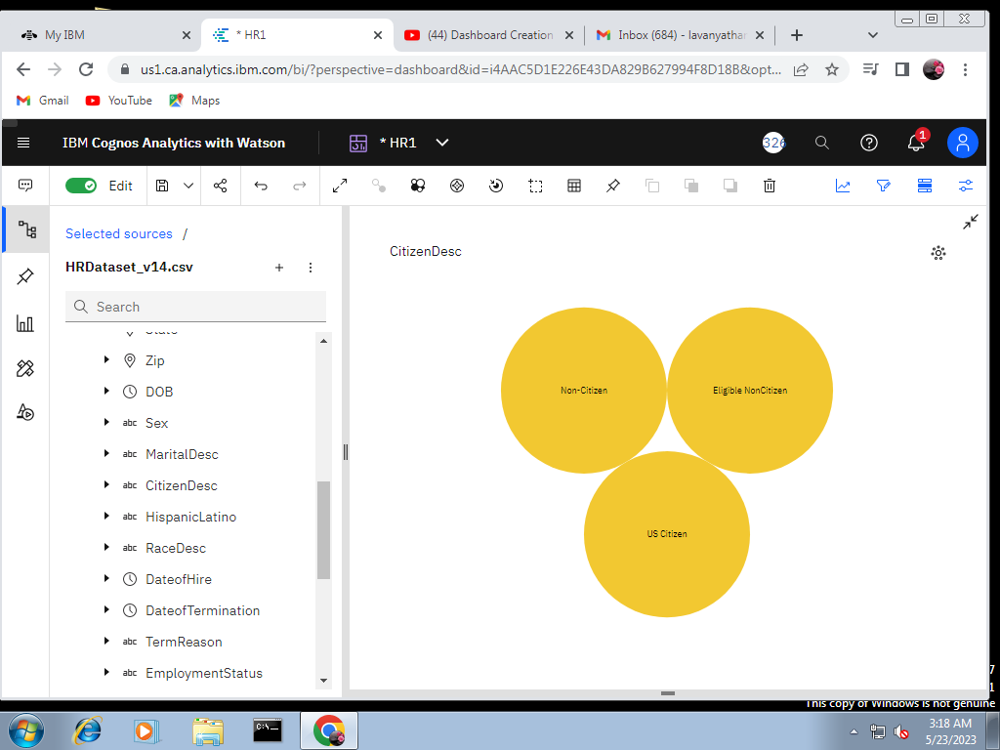 My IBM
* HR1
(44) Dashboard Creation
Inbox (684) - lavanyathar
us1.ca.analytics.ibm.com/bi/?perspective=dashboard&id=i4AAC5D1E226E43DA829B627994F8D18B&opt...
Gmail
YouTube
Maps
IBM Cognos Analytics with Watson
* HR1
326
1
Edit
Selected sources /
HRDataset_v14.csv
Search
State
Zip
DOB
abc Sex
abc MaritalDesc
abc CitizenDesc
abc HispanicLatino
abc RaceDesc
DateofHire
DateofTermination
abc TermReason
abc EmploymentStatus
CitizenDesc
Non-Citizen
Eligible NonCitizen
US Citizen
7
1
This copy of Windows is not genuine
3:18 AM
5/23/2023